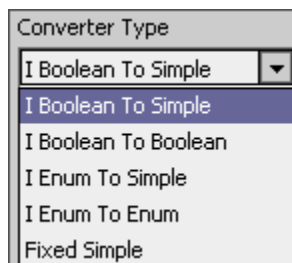 Converter Type
I Boolean To Simple
I Boolean To Simple
I Boolean To Boolean
I Enum To Simple
I Enum To Enum
Fixed Simple